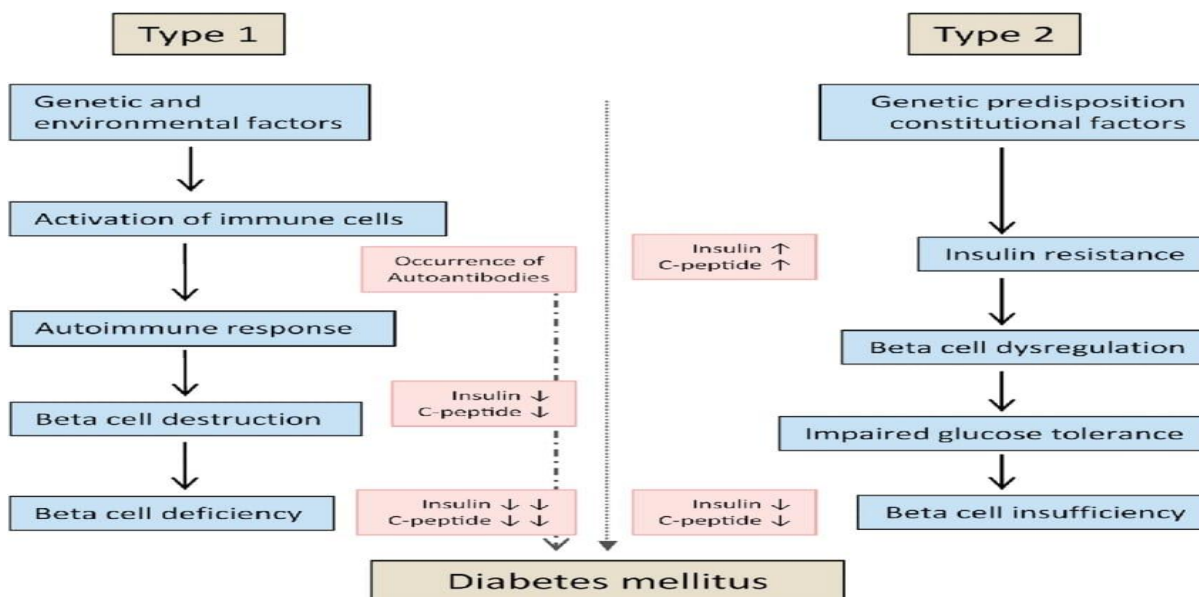 Type 1
Genetic and
environmental factors
Activation of immune cells
Occurrence of
Autoantibodies
Autoimmune response
Insulin ↓
C-peptide ↓
Beta cell destruction
Insulin ↓ ↓
C-peptide ↓ ↓
Beta cell deficiency
Type 2
Genetic predisposition
constitutional factors
Insulin ↑
C-peptide ↑
Insulin resistance
Beta cell dysregulation
Impaired glucose tolerance
Insulin ↓
C-peptide ↓
Beta cell insufficiency
Diabetes mellitus